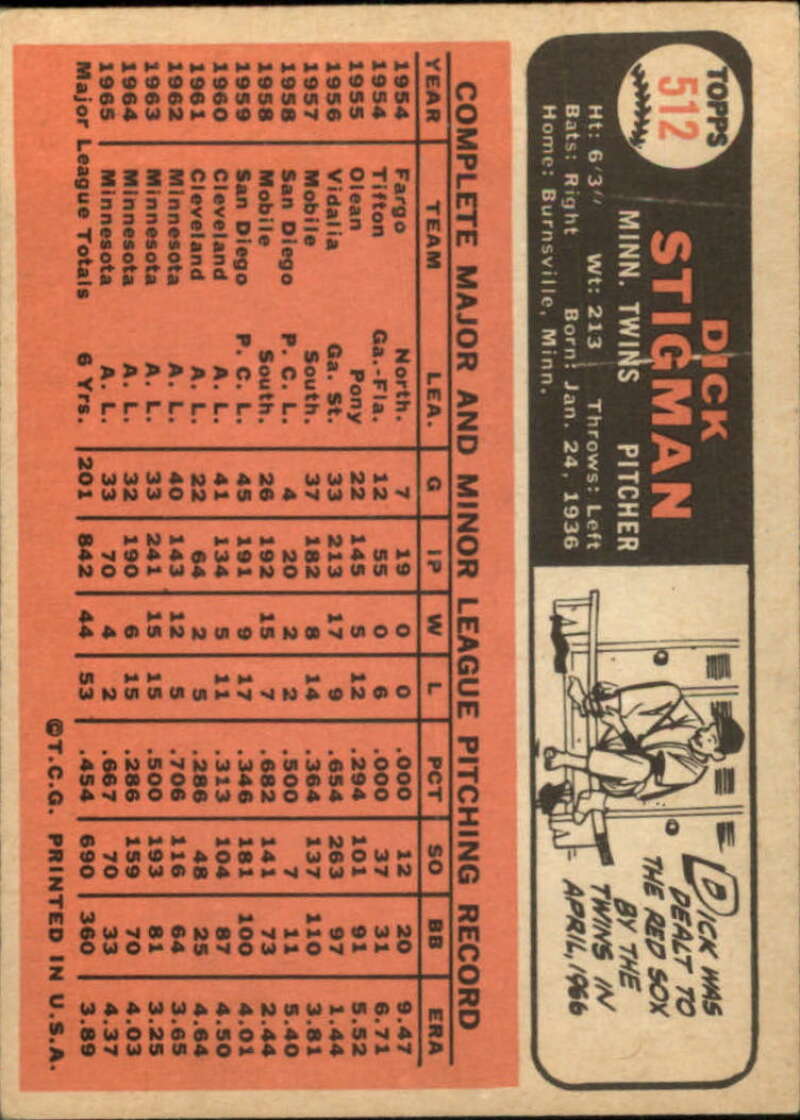 TOPPS
512
DICK
STIGMAN
MINN. TWINS PITCHER
Ht: 6'3" Wt: 213 Throws: Left
Bats: Right Born: Jan. 24, 1936
Home: Burnsville, Minn.
DICK WAS
DEALT TO
THE RED SOX
BY THE
TWINS IN
APRIL, 1966
COMPLETE MAJOR AND MINOR LEAGUE PITCHING RECORD
YEAR TEAM LEA. G IP W L PCT SO BB ERA
1954 Fargo North. 7 19 0 0 .000 12 20 9.47
1954 Tifton Ga.-Fla. 12 55 0 6 .000 37 31 6.71
1955 Olean Pony 22 145 5 12 .294 101 91 5.52
1956 Vidalia Ga. St. 33 213 17 9 .654 263 97 1.44
1957 Mobile South. 37 182 8 14 .364 137 110 3.81
1958 San Diego P. C. L. 4 20 2 2 .500 7 11 5.40
1958 Mobile South. 26 192 15 7 .682 141 73 2.44
1959 San Diego P. C. L. 45 191 9 17 .346 181 100 4.01
1960 Cleveland A. L. 41 134 5 11 .313 104 87 4.50
1961 Cleveland A. L. 22 64 2 5 .286 48 25 4.64
1962 Minnesota A. L. 40 143 12 5 .706 116 64 3.65
1963 Minnesota A. L. 33 241 15 15 .500 193 81 3.25
1964 Minnesota A. L. 32 190 6 15 .286 159 70 4.03
1965 Minnesota A. L. 33 70 4 2 .667 70 33 4.37
Major League Totals 6 Yrs. 201 842 44 53 .454 690 360 3.89
©T.C.G. PRINTED IN U.S.A.